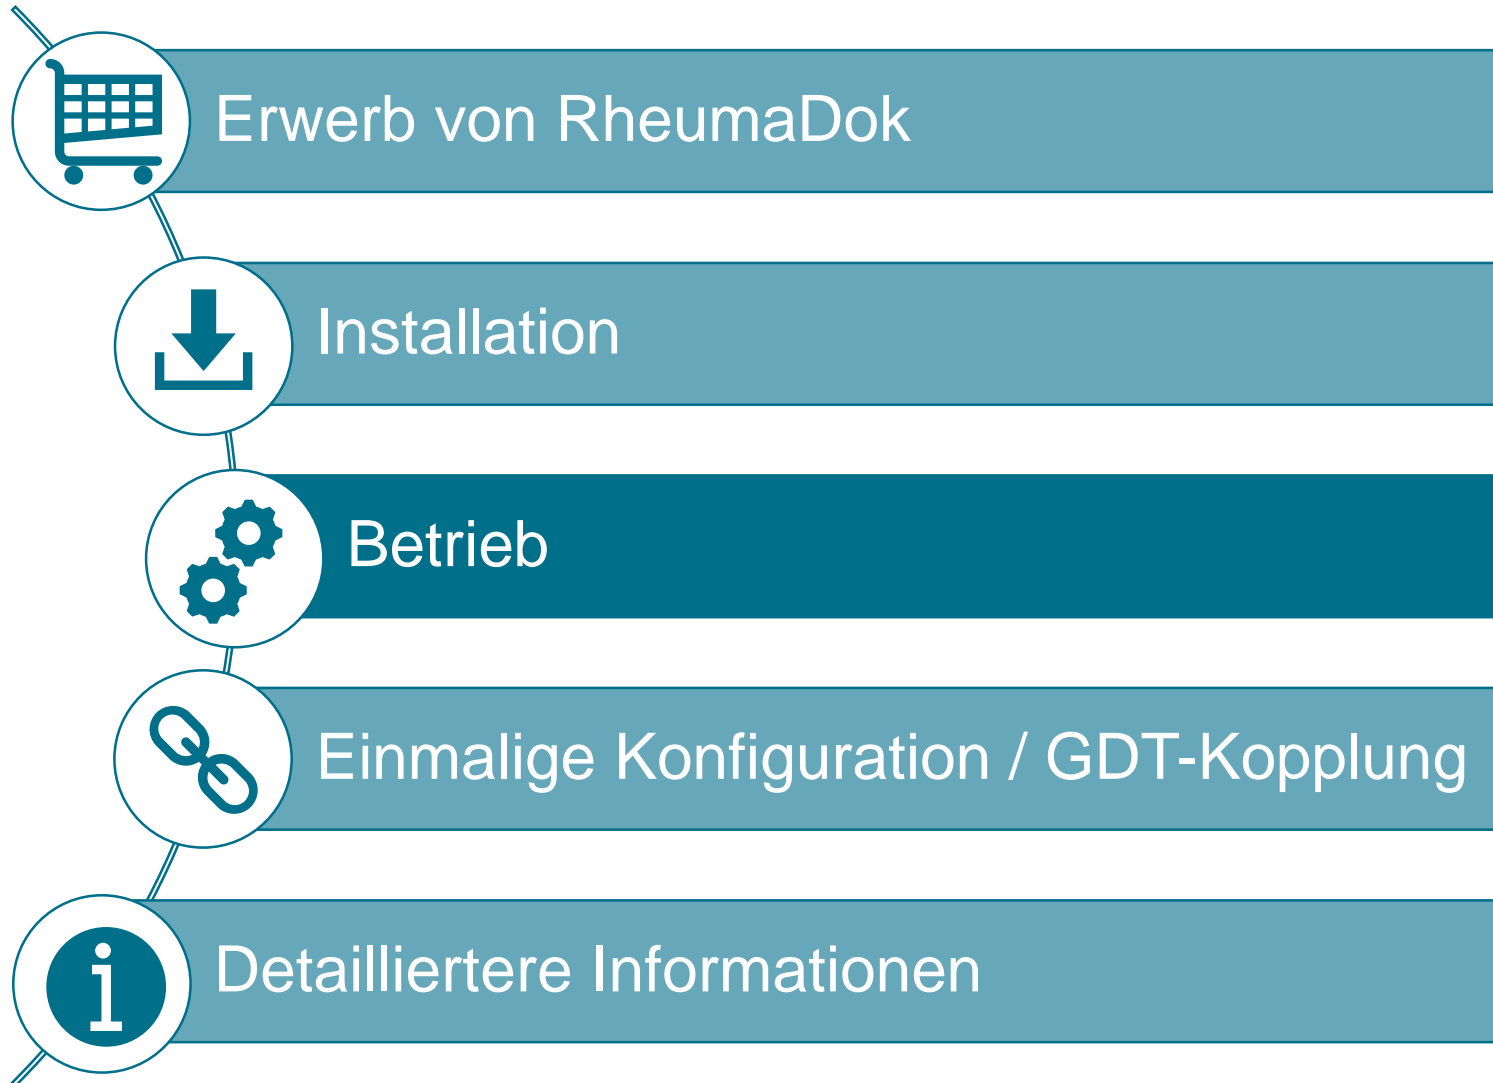 Erwerb von RheumaDok
Installation
Betrieb
Einmalige Konfiguration / GDT-Kopplung
Detailliertere Informationen